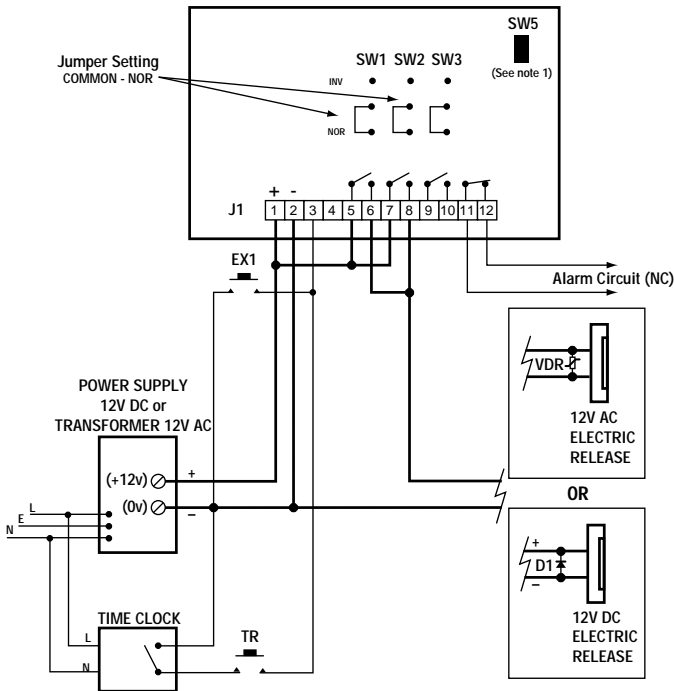 SW5
(See note 1)
SW1 SW2 SW3
Jumper Setting
COMMON - NOR
INV
NOR
+ -
J1 1 2 3 4 5 6 7 8 9 10 11 12
EX1
Alarm Circuit (NC)
VDR
12V AC
ELECTRIC
RELEASE
POWER SUPPLY
12V DC or
TRANSFORMER 12V AC
(+12v) +
(0v) –
L
E
N
OR
+
D1
–
12V DC
ELECTRIC
RELEASE
TIME CLOCK
L
N
TR